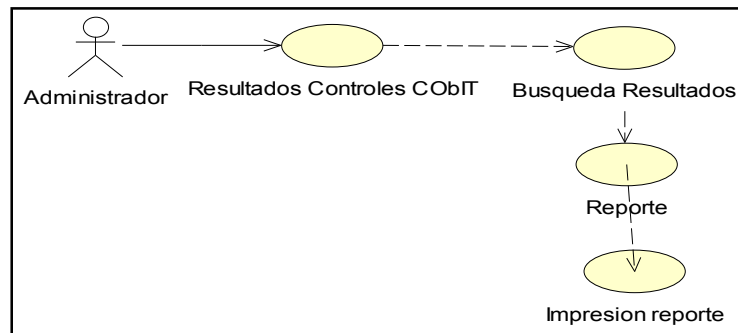 Administrador
Resultados Controles CObIT
Busqueda Resultados
Reporte
Impresion reporte